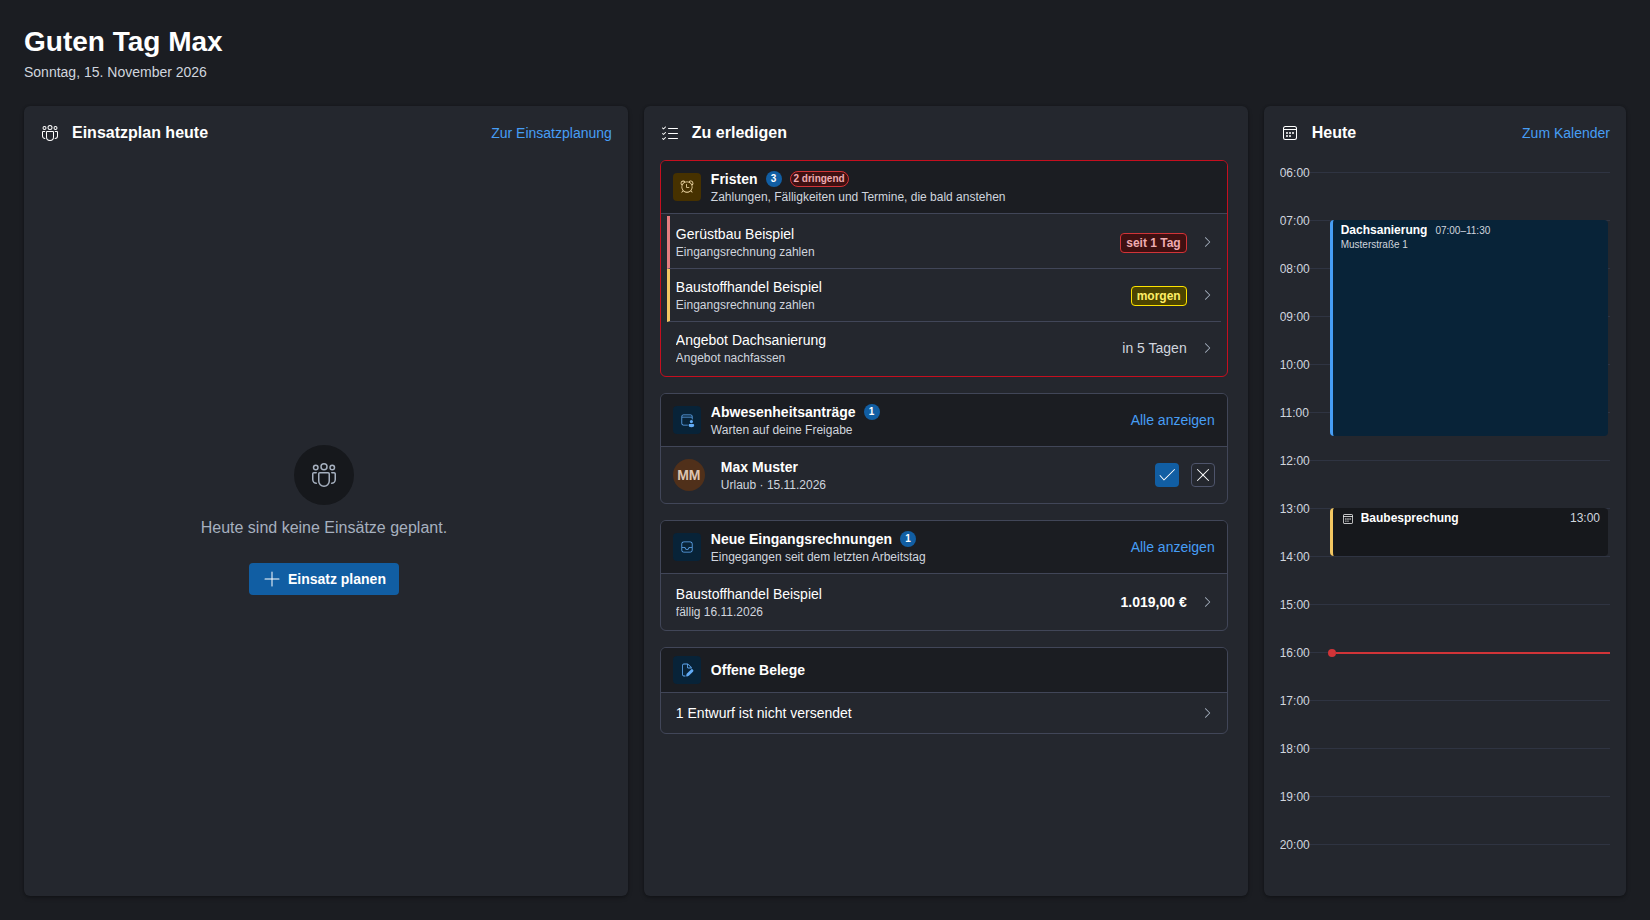 Guten Tag Max
Sonntag, 15. November 2026
Einsatzplan heute
Zur Einsatzplanung
Heute sind keine Einsätze geplant.
Einsatz planen
Zu erledigen
Fristen 3 2 dringend
Zahlungen, Fälligkeiten und Termine, die bald anstehen
Gerüstbau Beispiel
Eingangsrechnung zahlen
seit 1 Tag
Baustoffhandel Beispiel
Eingangsrechnung zahlen
morgen
Angebot Dachsanierung
Angebot nachfassen
in 5 Tagen
Abwesenheitsanträge 1
Warten auf deine Freigabe
Alle anzeigen
MM
Max Muster
Urlaub · 15.11.2026
Neue Eingangsrechnungen 1
Eingegangen seit dem letzten Arbeitstag
Alle anzeigen
Baustoffhandel Beispiel
fällig 16.11.2026
1.019,00 €
Offene Belege
1 Entwurf ist nicht versendet
Heute
Zum Kalender
06:00
07:00
Dachsanierung 07:00–11:30
Musterstraße 1
08:00
09:00
10:00
11:00
12:00
13:00
Baubesprechung 13:00
14:00
15:00
16:00
17:00
18:00
19:00
20:00